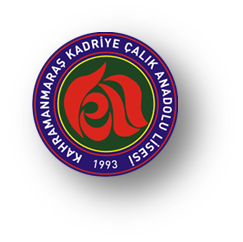 KAHRAMANMARAŞ KADRİYE ÇALIK ANADOLU LİSESİ
1993